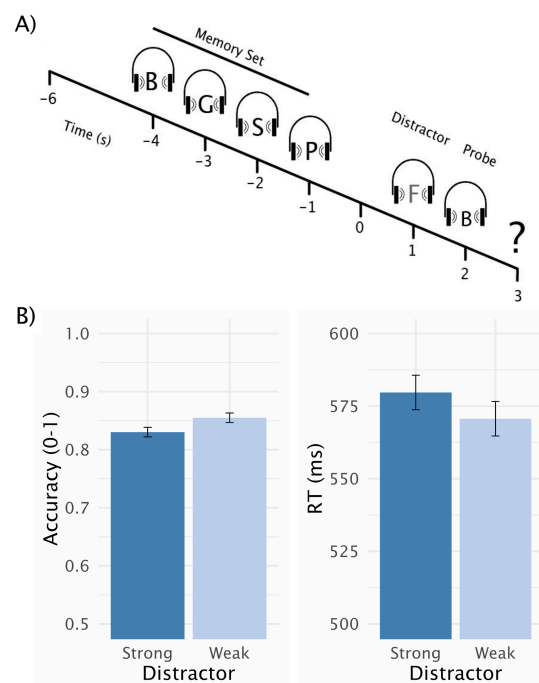 A)
Memory Set
B
G
S
P
Distractor
Probe
F
B
?
Time (s)
-6
-4
-3
-2
-1
0
1
2
3
B)
Accuracy (0-1)
1.0
0.9
0.8
0.7
0.6
0.5
Strong
Weak
Distractor
RT (ms)
600
575
550
525
500
Strong
Weak
Distractor